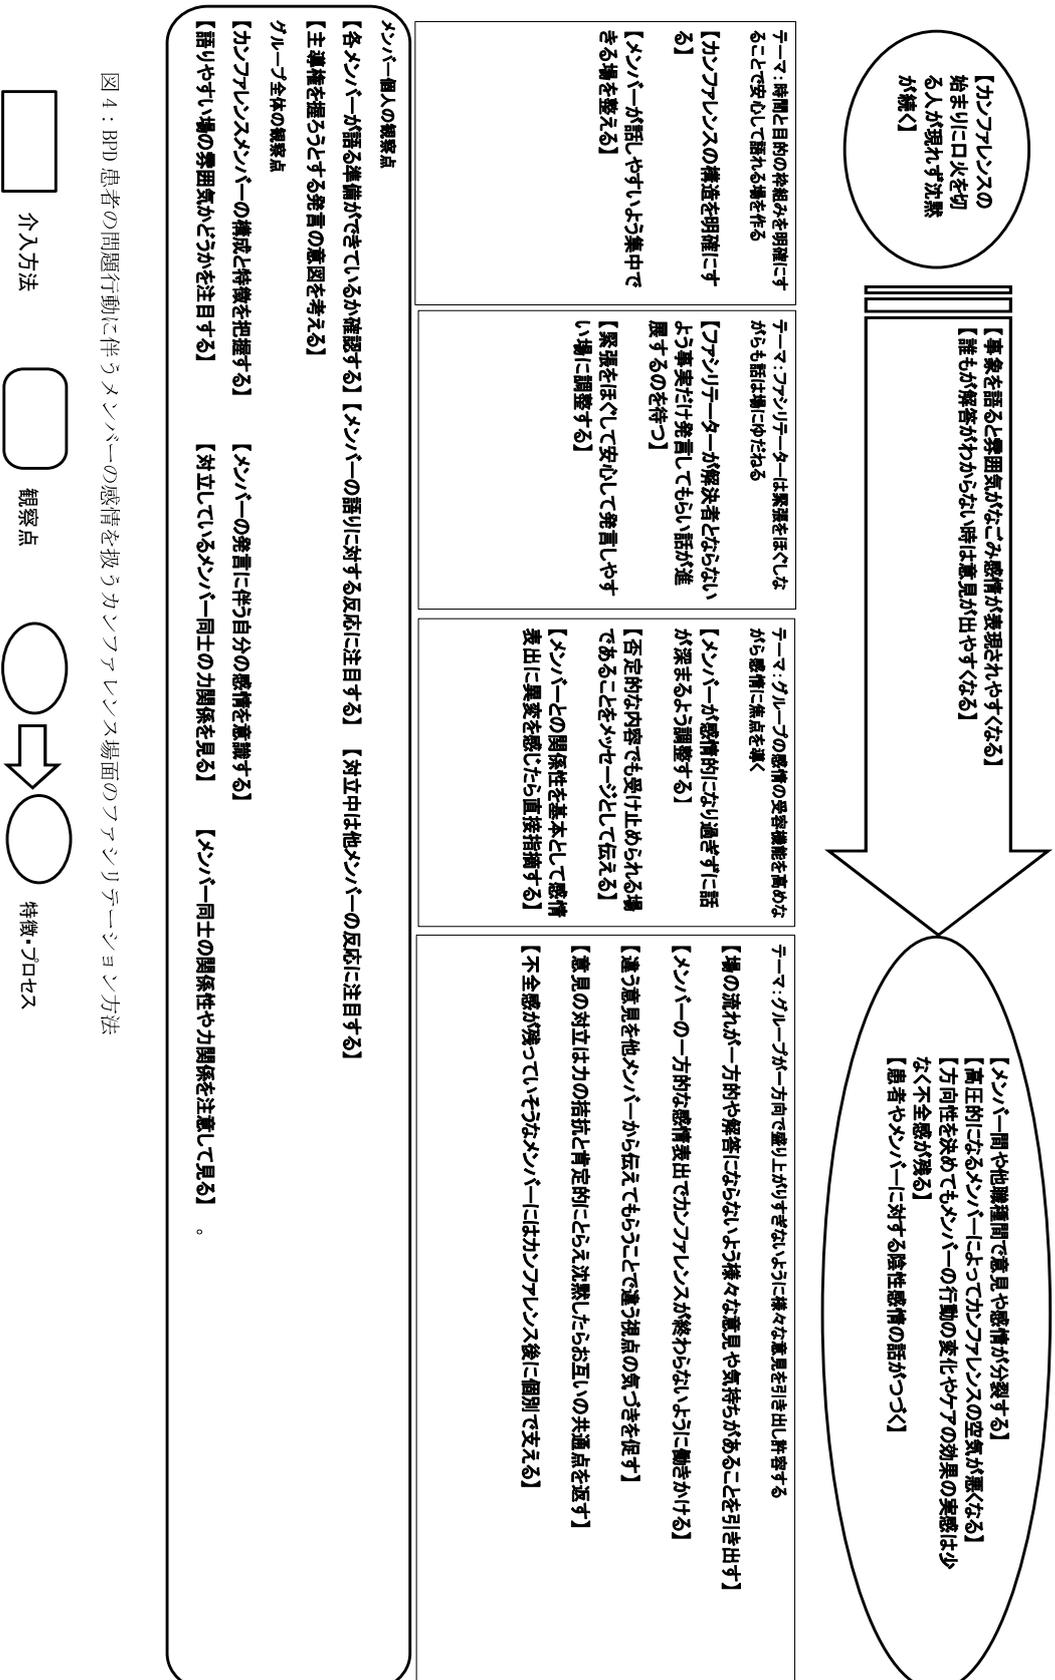 【カンファレンスの
始まりに口火を切
る人が現れず沈黙
が続く】
【事象を語ると雰囲気がなごみ感情が表現されやすくなる】
【誰もが解答がわからない時は意見が出やすくなる】
【メンバー間や他職種間で意見や感情が分裂する】
【高圧的になるメンバーによってカンファレンスの空気が悪くなる】
【方向性を決めてもメンバーの行動の変化やケアの効果の実感は少
なく不全感が残る】
【患者やメンバーに対する陰性感情の話がつづく】
テーマ：時間と目的の枠組みを明確にす
ることで安心して語れる場を作る
【カンファレンスの構造を明確にす
る】
【メンバーが話しやすいよう集中で
きる場を整える】
テーマ：ファシリテーターは緊張をほぐしな
がらも話は場にゆだねる
【ファシリテーターが解決者とならない
よう事実だけ発言してもらい話が進
展するのを待つ】
【緊張をほぐして安心して発言しやす
い場に調整する】
テーマ：グループの感情の受容機能を高めな
がら感情に焦点を導く
【メンバーが感情的になり過ぎずに話
が深まるよう調整する】
【否定的な内容でも受け止められる場
であることをメッセージとして伝える】
【メンバーとの関係性を基本として感情
表出に異変を感じたら直接指摘する】
テーマ：グループが一方向で盛り上がりすぎないように様々な意見を引き出し許容する
【場の流れが一方的や解答にならないよう様々な意見や気持ちがあることを引き出す】
【メンバーの一方的な感情表出でカンファレンスが終わらないように働きかける】
【違う意見を他メンバーから伝えてもらうことで違う視点の気づきを促す】
【意見の対立は力の拮抗と肯定的にとらえ沈黙したらお互いの共通点を返す】
【不全感が残っていそうなメンバーにはカンファレンス後に個別で支える】
メンバー個人の観察点
【各メンバーが語る準備ができているか確認する】【メンバーの語りに対する反応に注目する】 【対立中は他メンバーの反応に注目する】
【主導権を握ろうとする発言の意図を考える】
グループ全体の観察点
【カンファレンスメンバーの構成と特徴を把握する】 【メンバーの発言に伴う自分の感情を意識する】
【語りやすい場の雰囲気かどうかを注目する】 【対立しているメンバー同士の力関係を見る】 【メンバー同士の関係性や力関係を注意して見る】 。
図 4：BPD 患者の問題行動に伴うメンバーの感情を扱うカンファレンス場面のファシリテーション方法
介入方法 観察点 特徴・プロセス